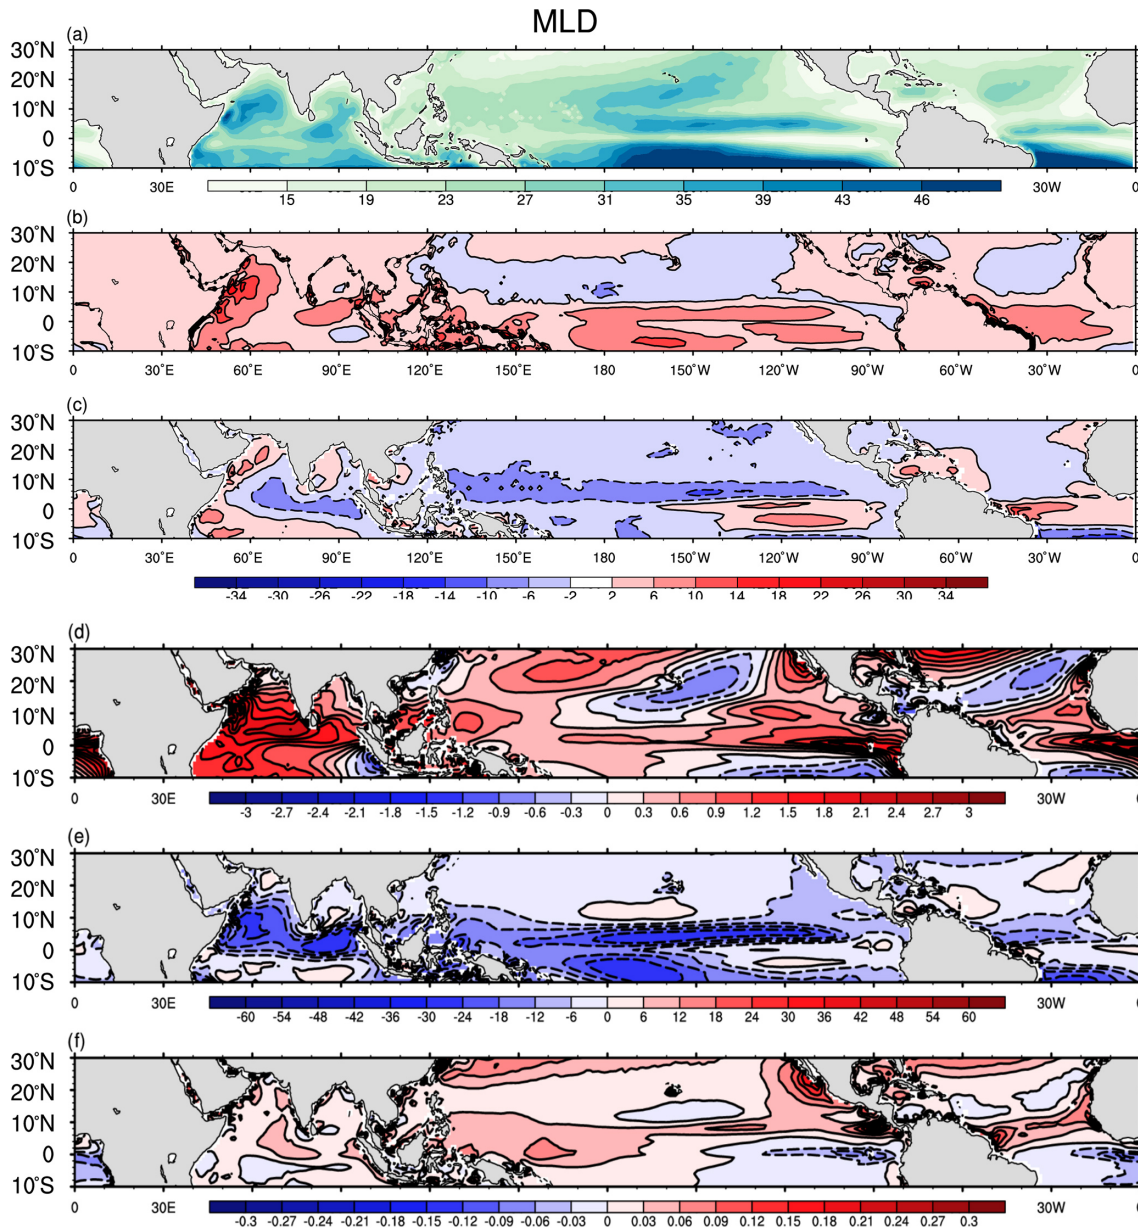 MLD
(a)
30°N
20°N
10°N
0
10°S
0 30E 30W 0
15 19 23 27 31 35 39 43 46
(b)
30°N
20°N
10°N
0
10°S
0 30°E 60°E 90°E 120°E 150°E 180 150°W 120°W 90°W 60°W 30°W 0
(c)
30°N
20°N
10°N
0
10°S
0 30°E 60°E 90°E 120°E 150°E 180 150°W 120°W 90°W 60°W 30°W 0
-34 -30 -26 -22 -18 -14 -10 -6 -2 2 6 10 14 18 22 26 30 34
(d)
30°N
20°N
10°N
0
10°S
0 30E 30W
-3 -2.7 -2.4 -2.1 -1.8 -1.5 -1.2 -0.9 -0.6 -0.3 0 0.3 0.6 0.9 1.2 1.5 1.8 2.1 2.4 2.7 3
(e)
30°N
20°N
10°N
0
10°S
0 30E 30W
-60 -54 -48 -42 -36 -30 -24 -18 -12 -6 0 6 12 18 24 30 36 42 48 54 60
(f)
30°N
20°N
10°N
0
10°S
0 30E 30W
-0.3 -0.27 -0.24 -0.21 -0.18 -0.15 -0.12 -0.09 -0.06 -0.03 0 0.03 0.06 0.09 0.12 0.15 0.18 0.21 0.24 0.27 0.3